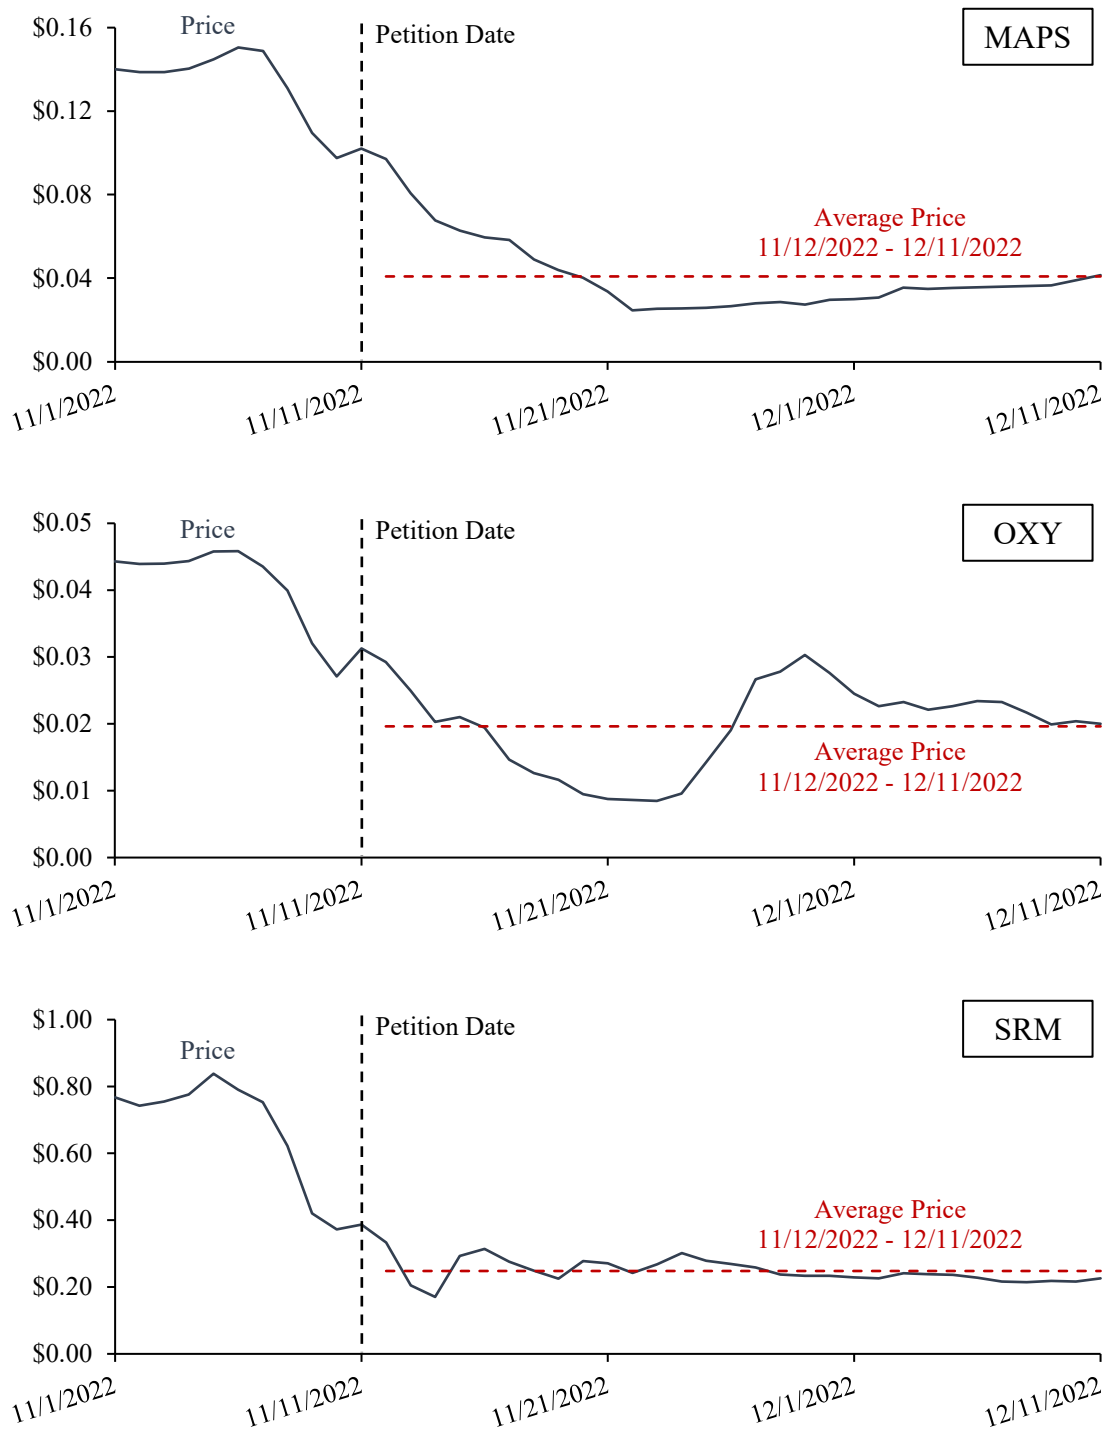 $0.16
Price
Petition Date
MAPS
$0.12
$0.08
Average Price
11/12/2022 - 12/11/2022
$0.04
$0.00
11/1/2022
11/11/2022
11/21/2022
12/1/2022
12/11/2022
$0.05
Price
Petition Date
OXY
$0.04
$0.03
$0.02
Average Price
11/12/2022 - 12/11/2022
$0.01
$0.00
11/1/2022
11/11/2022
11/21/2022
12/1/2022
12/11/2022
$1.00
Petition Date
SRM
Price
$0.80
$0.60
$0.40
Average Price
11/12/2022 - 12/11/2022
$0.20
$0.00
11/1/2022
11/11/2022
11/21/2022
12/1/2022
12/11/2022